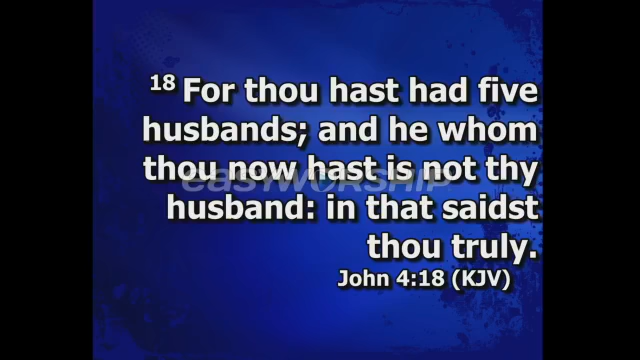 18 For thou hast had five
husbands; and he whom
thou now hast is not thy
EASYWORSHIP
husband: in that saidst
thou truly.
John 4:18 (KJV)